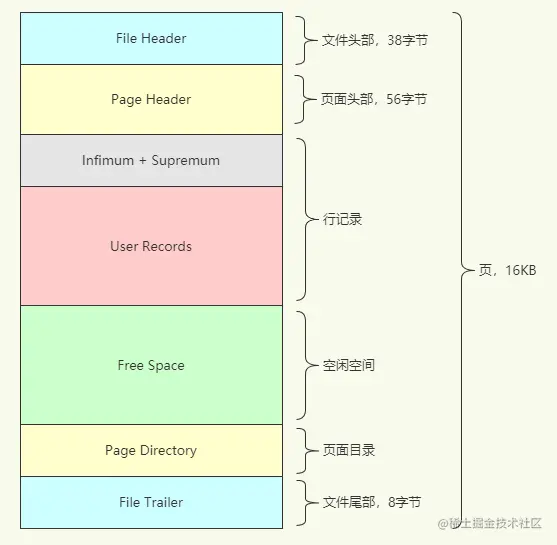 File Header
文件头部，38字节
Page Header
页面头部，56字节
Infimum + Supremum
行记录
User Records
页，16KB
Free Space
空闲空间
Page Directory
页面目录
File Trailer
文件尾部，8字节
@稀土掘金技术社区